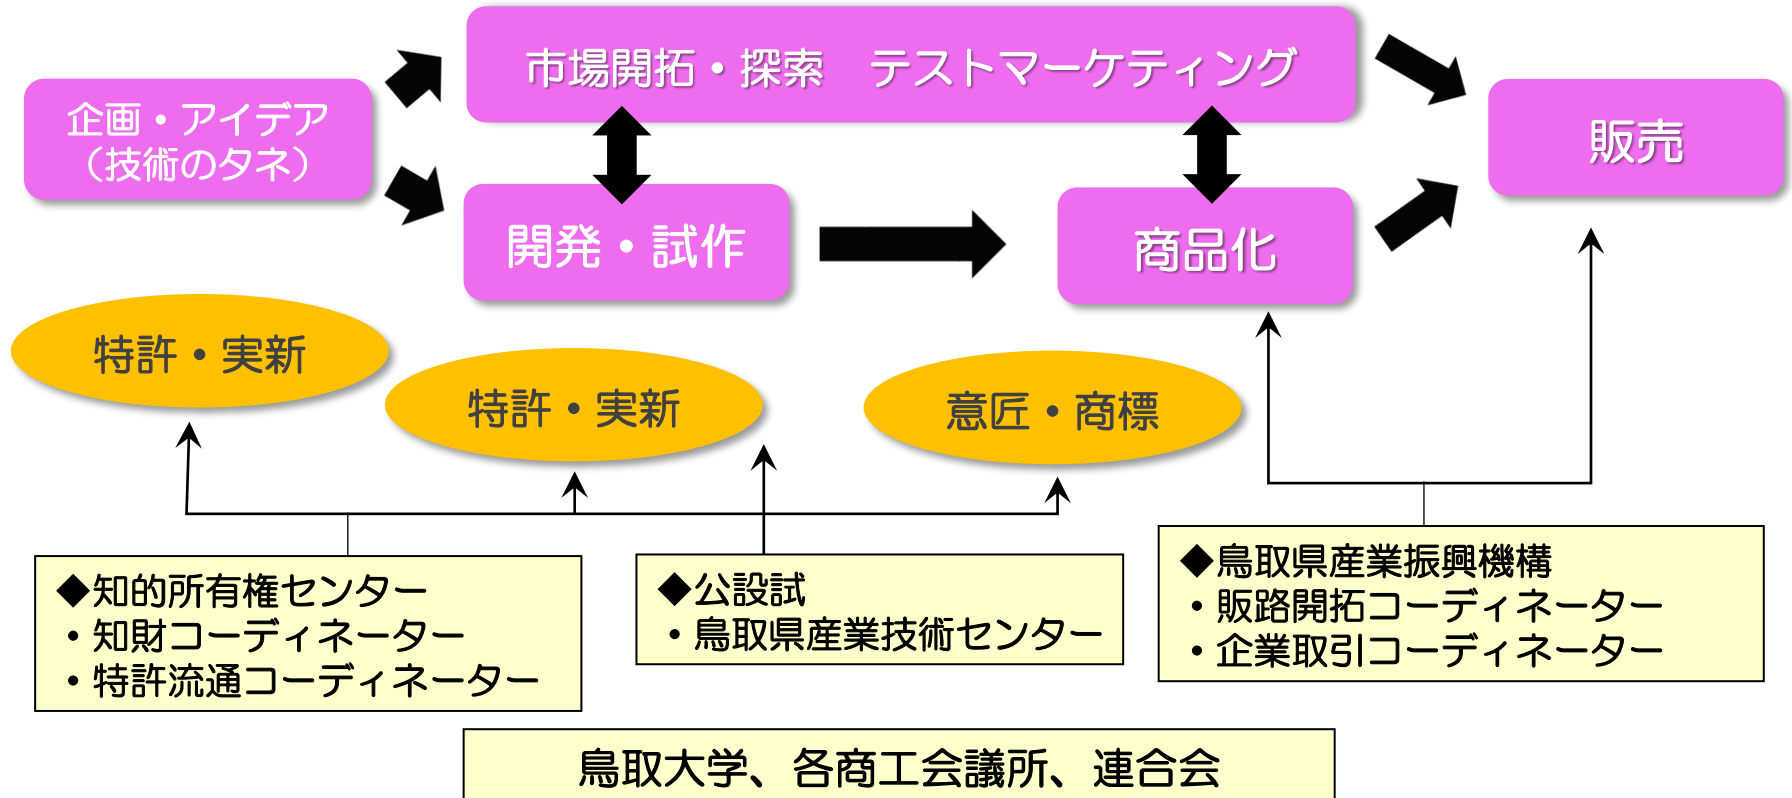 市場開拓・探索　テストマーケティング
企画・アイデア
（技術のタネ）
販売
開発・試作
商品化
特許・実新
特許・実新
意匠・商標
◆知的所有権センター
・知財コーディネーター
・特許流通コーディネーター
◆公設試
・鳥取県産業技術センター
◆鳥取県産業振興機構
・販路開拓コーディネーター
・企業取引コーディネーター
鳥取大学、各商工会議所、連合会